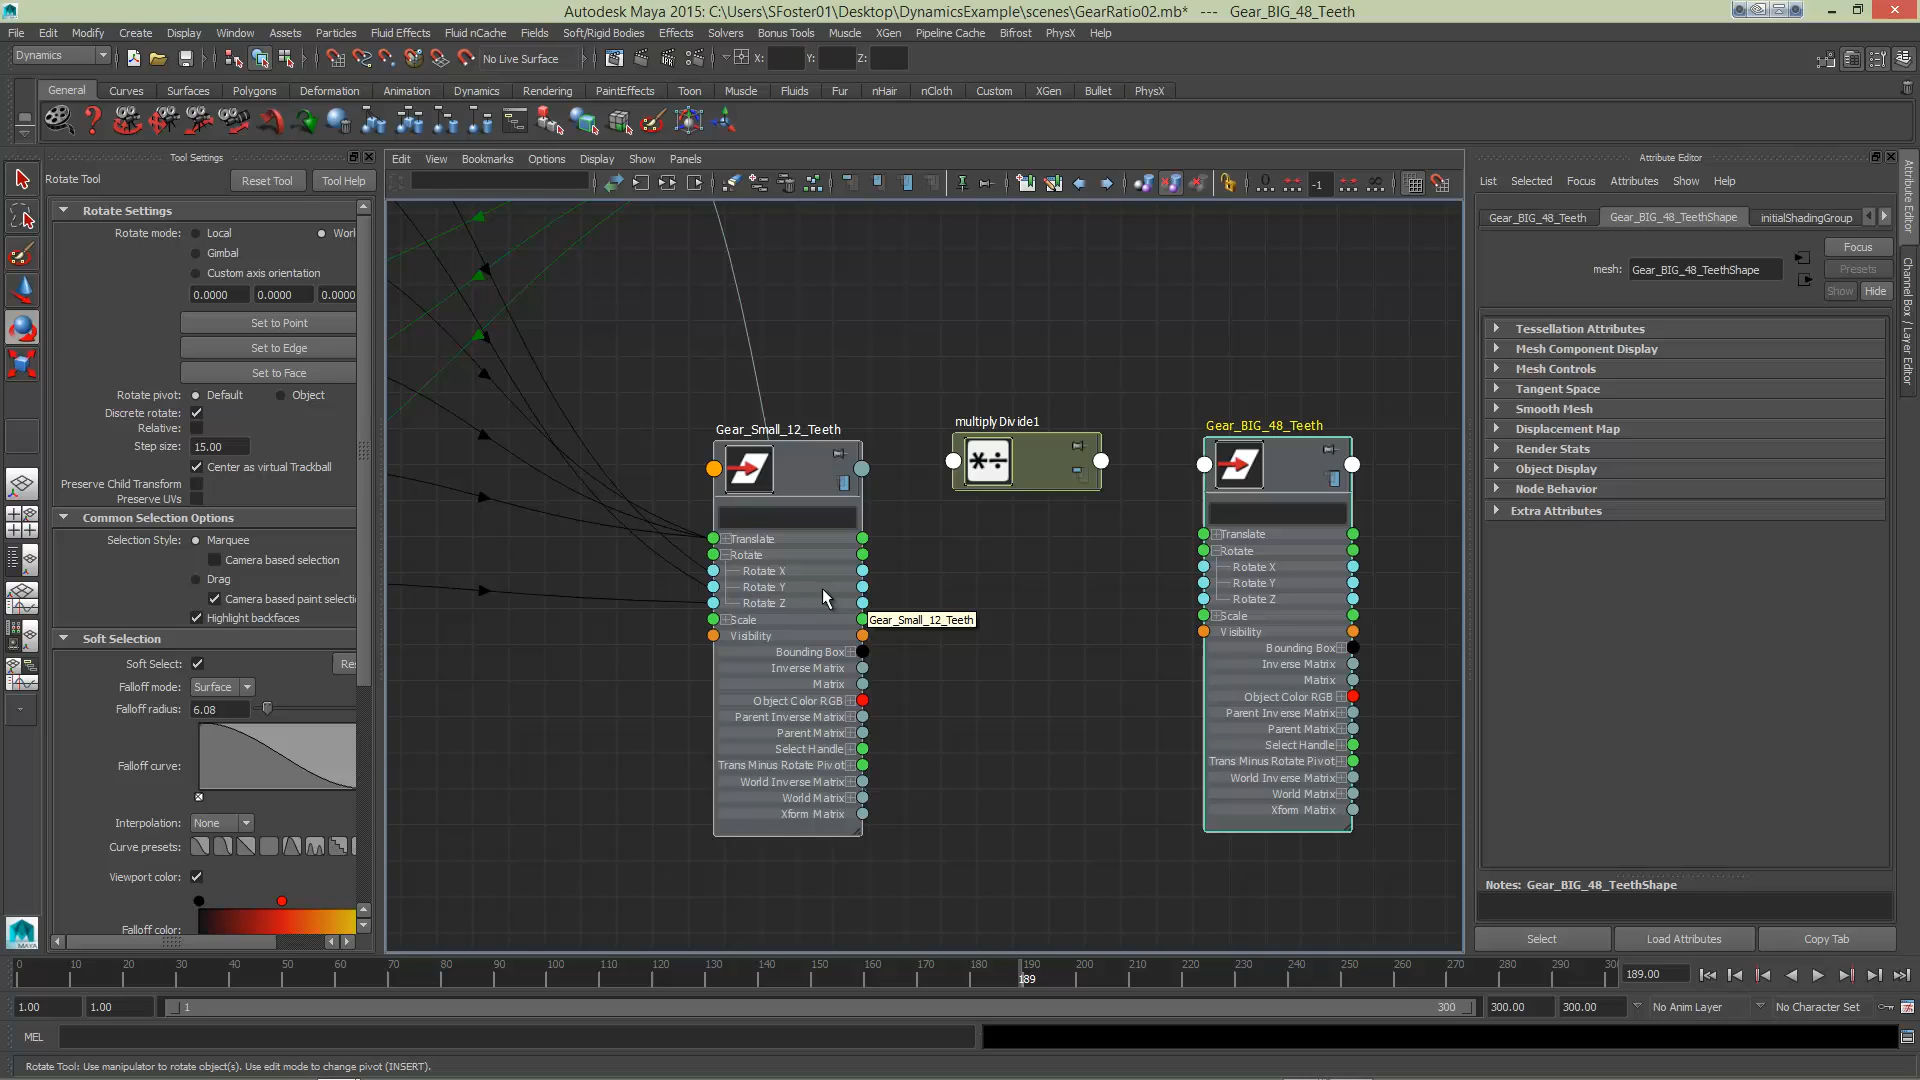 Autodesk Maya 2015: C:\Users\SFoster01\Desktop\DynamicsExample\scenes\GearRatio02.mb* --- Gear_BIG_48_Teeth
File Edit Modify Create Display Window Assets Particles Fluid Effects Fluid nCache Fields Soft/Rigid Bodies Effects Solvers Bonus Tools Muscle XGen Pipeline Cache Bifrost PhysX Help
Dynamics No Live Surface X: Y: Z:
General Curves Surfaces Polygons Deformation Animation Dynamics Rendering PaintEffects Toon Muscle Fluids Fur nHair nCloth Custom XGen Bullet PhysX
Tool Settings
Rotate Tool Reset Tool Tool Help
Rotate Settings
Rotate mode: Local Worl
Gimbal
Custom axis orientation
0.0000 0.0000 0.0000
Set to Point
Set to Edge
Set to Face
Rotate pivot: Default Object
Discrete rotate:
Relative:
Step size: 15.00
Center as virtual Trackball
Preserve Child Transform
Preserve UVs
Common Selection Options
Selection Style: Marquee
Camera based selection
Drag
Camera based paint selecti
Highlight backfaces
Soft Selection
Soft Select: Res
Falloff mode: Surface
Falloff radius: 6.08
Falloff curve:
Interpolation: None
Curve presets:
Viewport color:
Falloff color:
MAYA
Edit View Bookmarks Options Display Show Panels
-1
Gear_Small_12_Teeth
Translate
Rotate
Rotate X
Rotate Y
Rotate Z
Scale
Visibility
Bounding Box
Inverse Matrix
Matrix
Object Color RGB
Parent Inverse Matrix
Parent Matrix
Select Handle
Trans Minus Rotate Pivot
World Inverse Matrix
World Matrix
Xform Matrix
Gear_Small_12_Teeth
multiplyDivide1
Gear_BIG_48_Teeth
Translate
Rotate
Rotate X
Rotate Y
Rotate Z
Scale
Visibility
Bounding Box
Inverse Matrix
Matrix
Object Color RGB
Parent Inverse Matrix
Parent Matrix
Select Handle
Trans Minus Rotate Pivot
World Inverse Matrix
World Matrix
Xform Matrix
Attribute Editor
List Selected Focus Attributes Show Help
Gear_BIG_48_Teeth Gear_BIG_48_TeethShape initialShadingGroup
Focus
mesh: Gear_BIG_48_TeethShape Presets
Show Hide
Tessellation Attributes
Mesh Component Display
Mesh Controls
Tangent Space
Smooth Mesh
Displacement Map
Render Stats
Object Display
Node Behavior
Extra Attributes
Notes: Gear_BIG_48_TeethShape
Select Load Attributes Copy Tab
Attribute Editor
Channel Box / Layer Editor
0 10 20 30 40 50 60 70 80 90 100 110 120 130 140 150 160 170 180 190 200 210 220 230 240 250 260 270 280 290 30
189
189.00
1.00 1.00 1 300 300.00 300.00 No Anim Layer No Character Set
MEL
Rotate Tool: Use manipulator to rotate object(s). Use edit mode to change pivot (INSERT).